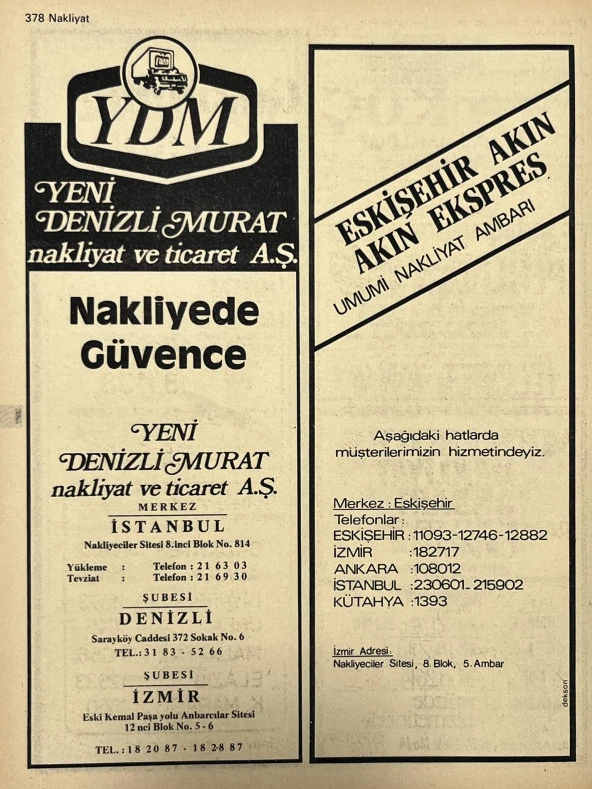 378 Nakliyat
YDM
YENİ
DENİZLİ MURAT
nakliyat ve ticaret A.Ş.
Nakliyede
Güvence
YENİ
DENİZLİ MURAT
nakliyat ve ticaret A.Ş.
MERKEZ
İSTANBUL
Nakliyeciler Sitesi 8.inci Blok No. 814
Yükleme : Telefon : 21 63 03
Tevziat : Telefon : 21 69 30
ŞUBESİ
DENİZLİ
Sarayköy Caddesi 372 Sokak No. 6
TEL.: 31 83 - 52 66
ŞUBESİ
İZMİR
Eski Kemal Paşa yolu Anbarcılar Sitesi
12 nci Blok No. 5 - 6
TEL.: 18 20 87 - 18 28 87
ESKİŞEHİR AKIN
AKIN EKSPRES
UMUMİ NAKLİYAT AMBARI
Aşağıdaki hatlarda
müşterilerimizin hizmetindeyiz.
Merkez : Eskişehir
Telefonlar :
ESKİŞEHİR : 11093-12746-12882
İZMİR : 182717
ANKARA : 108012
İSTANBUL : 230601_ 215902
KÜTAHYA : 1393
İzmir Adresi:
Nakliyeciler Sitesi, 8. Blok, 5. Ambar
dekson